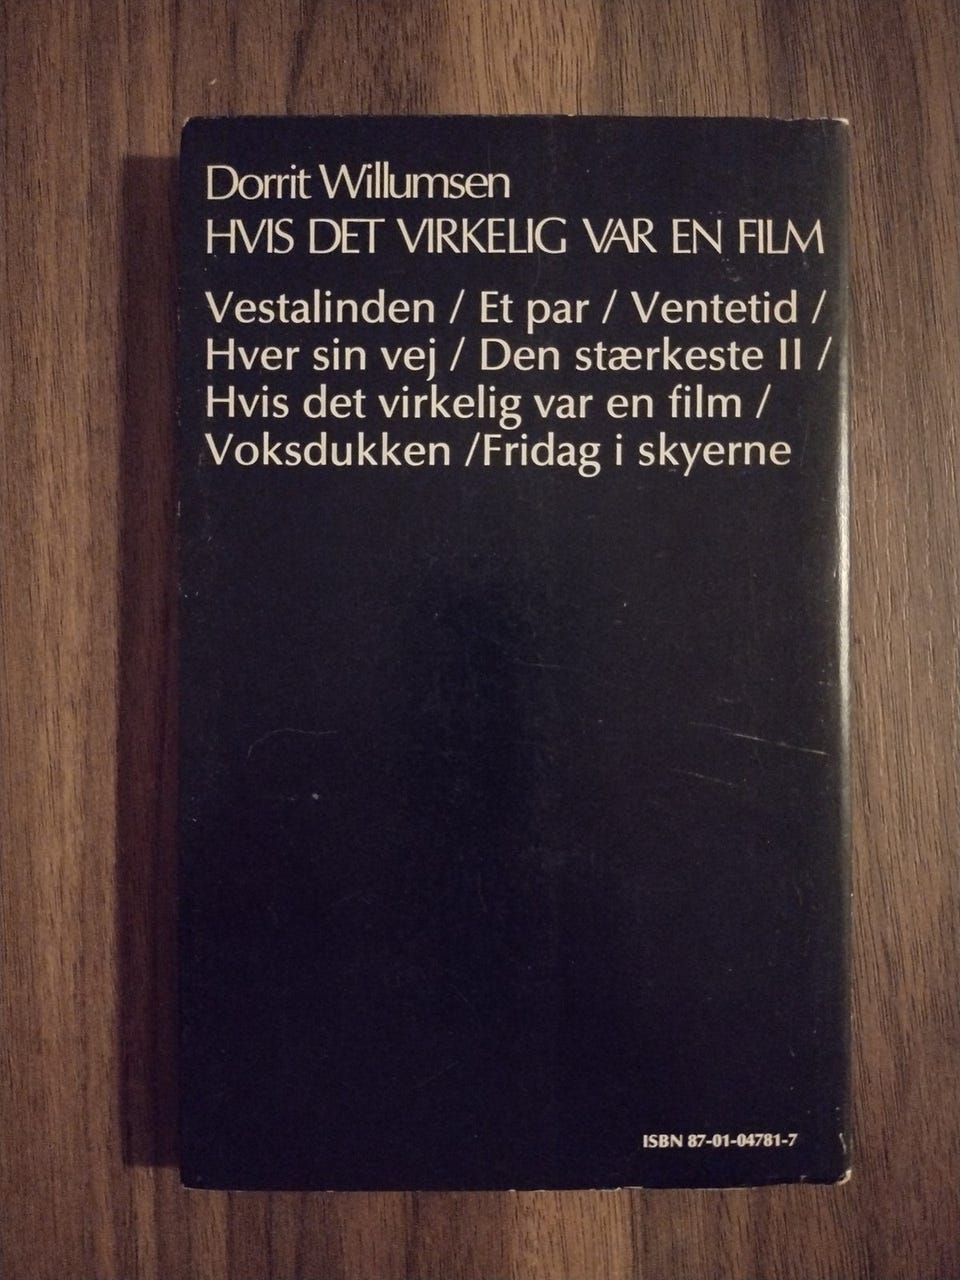 Dorrit Willumsen
HVIS DET VIRKELIG VAR EN FILM
Vestalinden / Et par / Ventetid /
Hver sin vej / Den stærkeste II /
Hvis det virkelig var en film /
Voksdukken /Fridag i skyerne
ISBN 87-01-04781-7